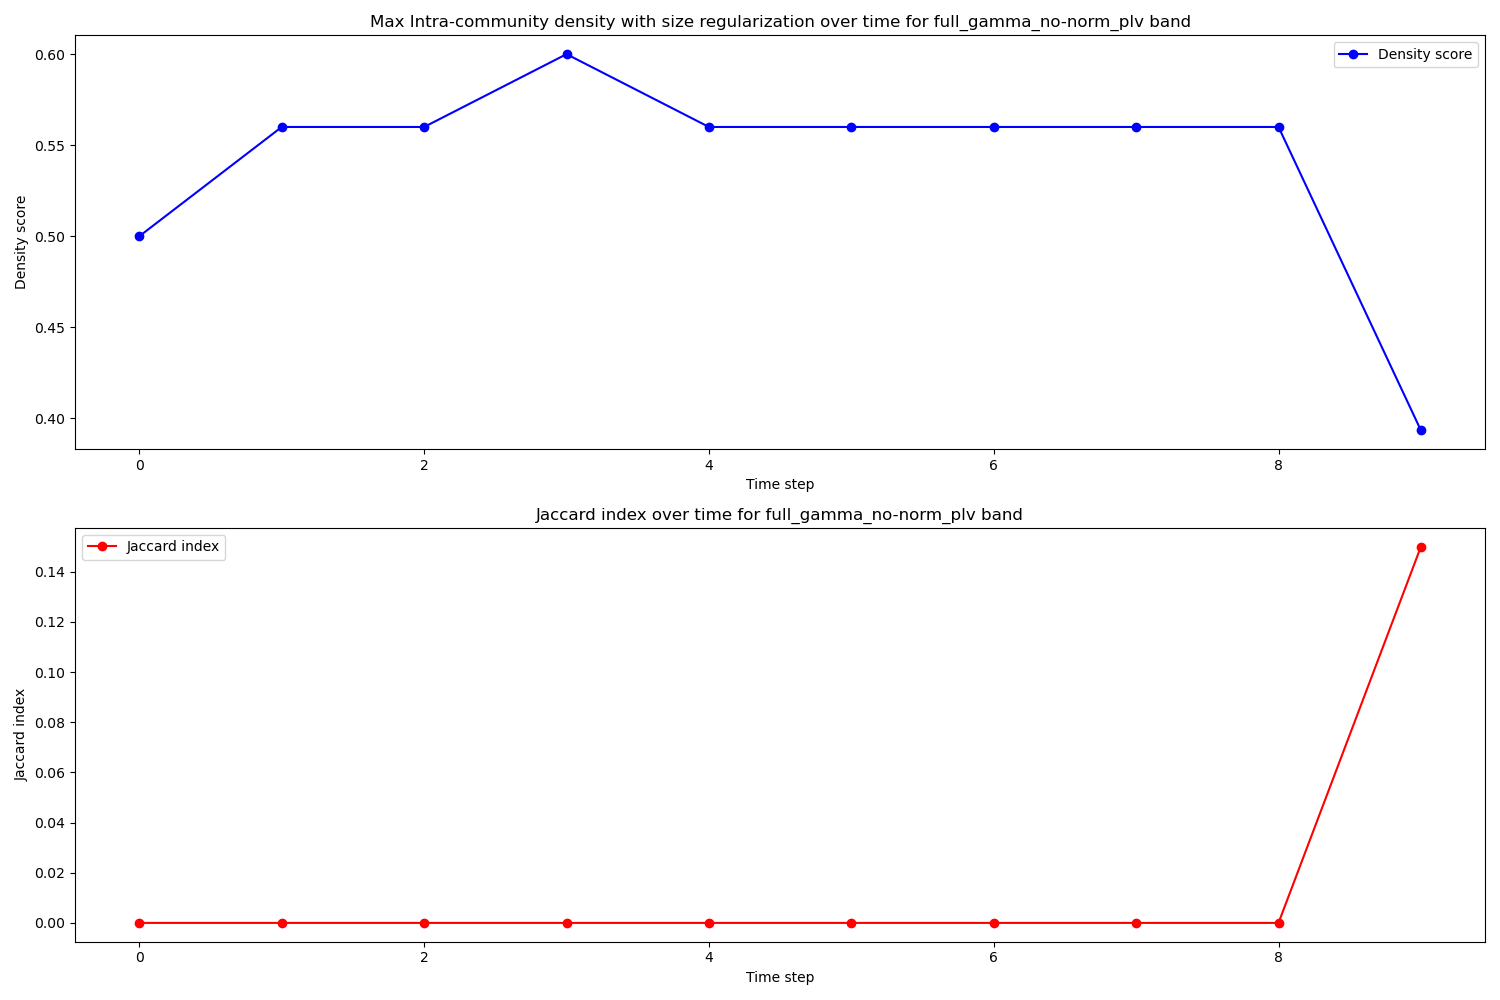 Max Intra-community density with size regularization over time for full_gamma_no-norm_plv band
Density score
0.60
0.55
0.50
0.45
0.40
Density score
0 2 4 6 8
Time step
Jaccard index over time for full_gamma_no-norm_plv band
Jaccard index
0.14
0.12
0.10
0.08
0.06
0.04
0.02
0.00
Jaccard index
0 2 4 6 8
Time step